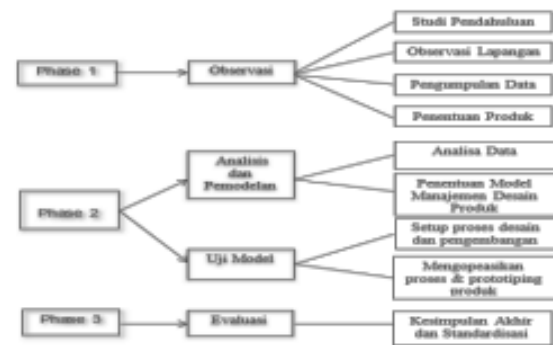 Phase 1
Observasi
Studi Pendahuluan
Observasi Lapangan
Pengumpulan Data
Penentuan Produk
Phase 2
Analisis
dan
Pemodelan
Analisa Data
Penentuan Model
Manajemen Desain
Produk
Uji Model
Setup proses desain
dan pengembangan
Mengopeasikan
proses & prototiping
produk
Phase 3
Evaluasi
Kesimpulan Akhir
dan Standardisasi